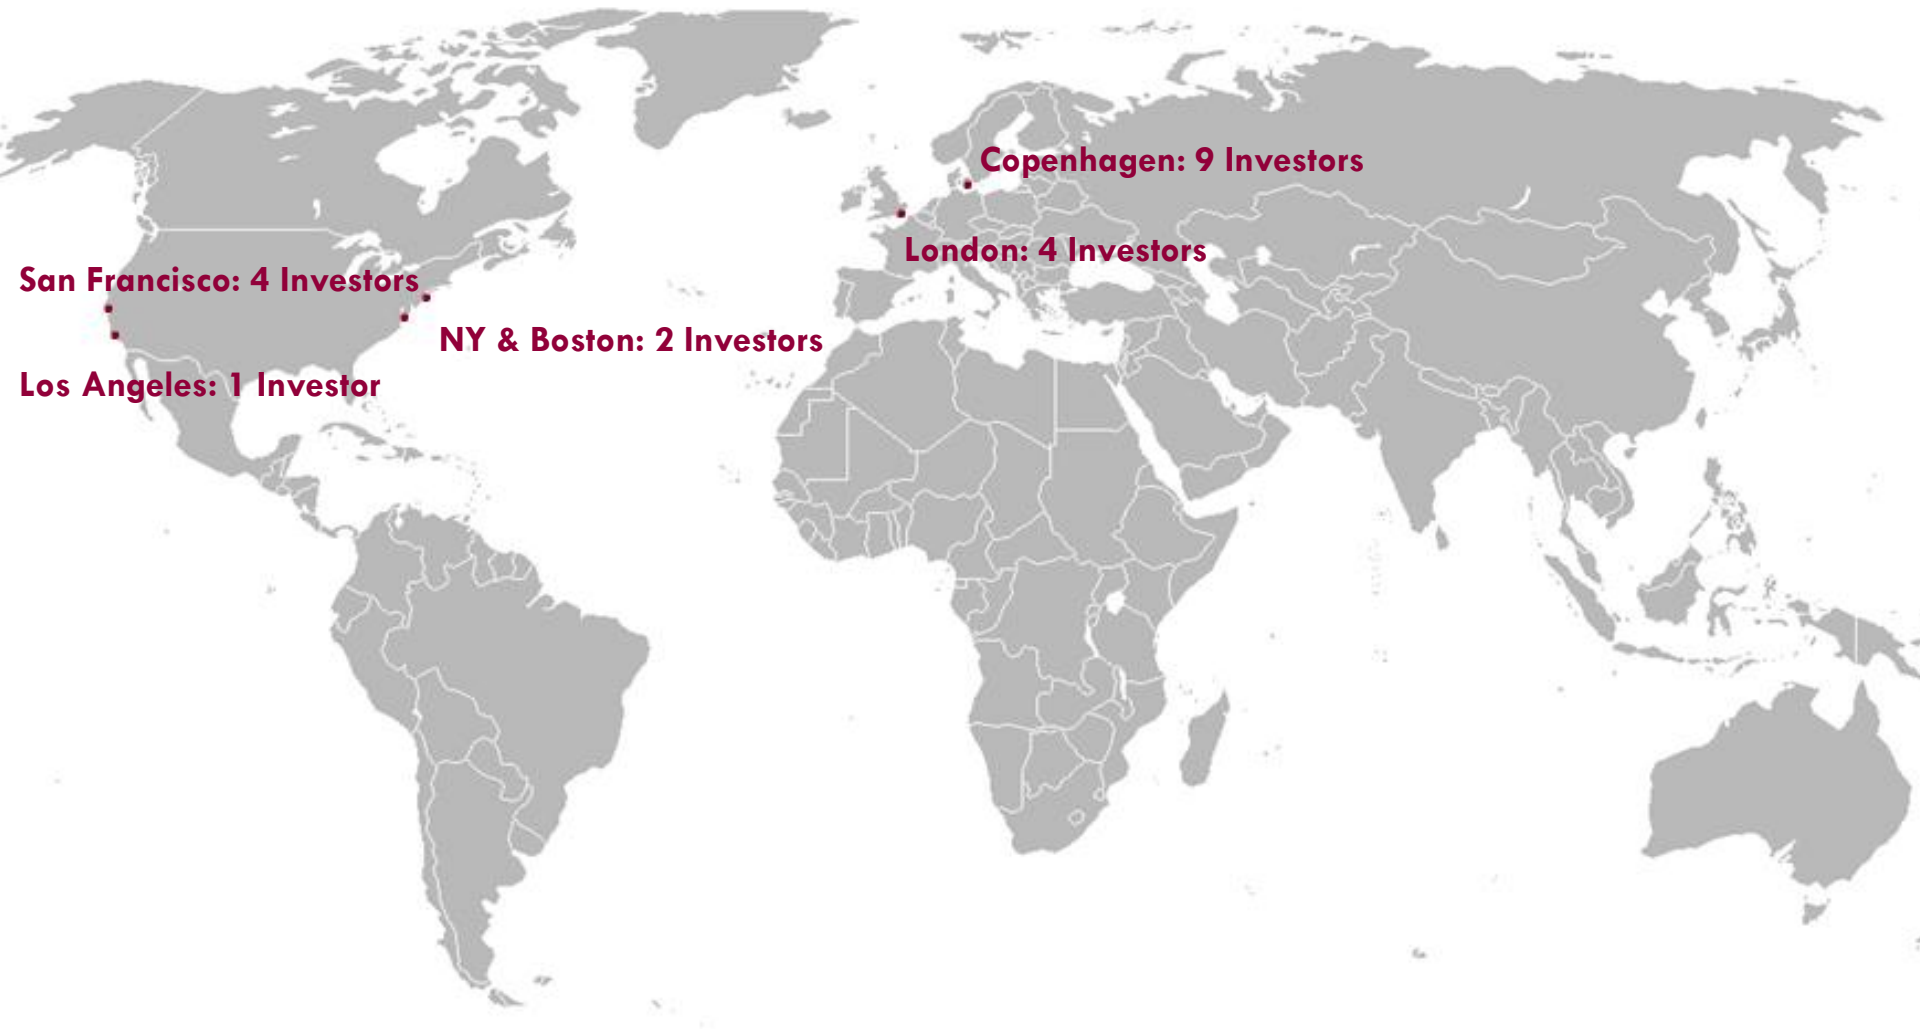 Copenhagen: 9 Investors
London: 4 Investors
San Francisco: 4 Investors
NY & Boston: 2 Investors
Los Angeles: 1 Investor